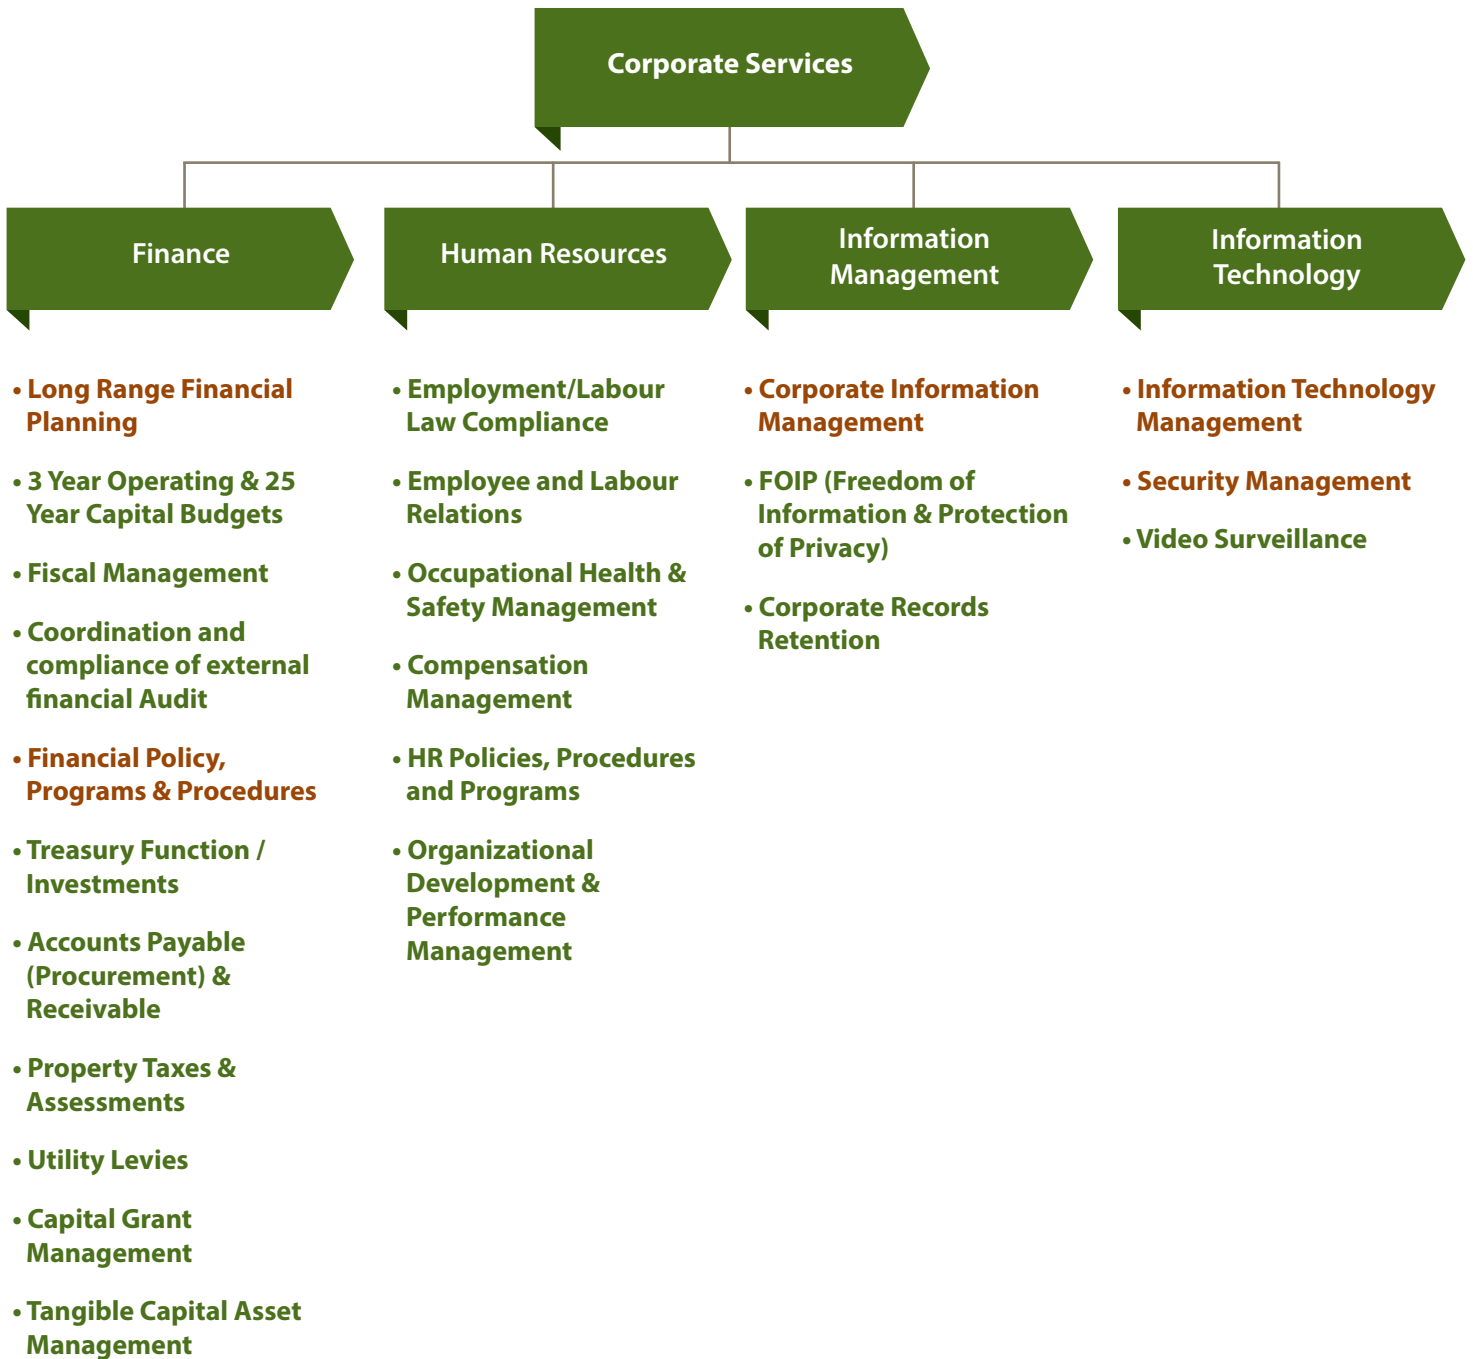 Corporate Services
Finance
Human Resources
Information
Management
Information
Technology
• Long Range Financial
Planning
• 3 Year Operating & 25
Year Capital Budgets
• Fiscal Management
• Coordination and
compliance of external
financial Audit
• Financial Policy,
Programs & Procedures
• Treasury Function /
Investments
• Accounts Payable
(Procurement) &
Receivable
• Property Taxes &
Assessments
• Utility Levies
• Capital Grant
Management
• Tangible Capital Asset
Management
• Employment/Labour
Law Compliance
• Employee and Labour
Relations
• Occupational Health &
Safety Management
• Compensation
Management
• HR Policies, Procedures
and Programs
• Organizational
Development &
Performance
Management
• Corporate Information
Management
• FOIP (Freedom of
Information & Protection
of Privacy)
• Corporate Records
Retention
• Information Technology
Management
• Security Management
• Video Surveillance